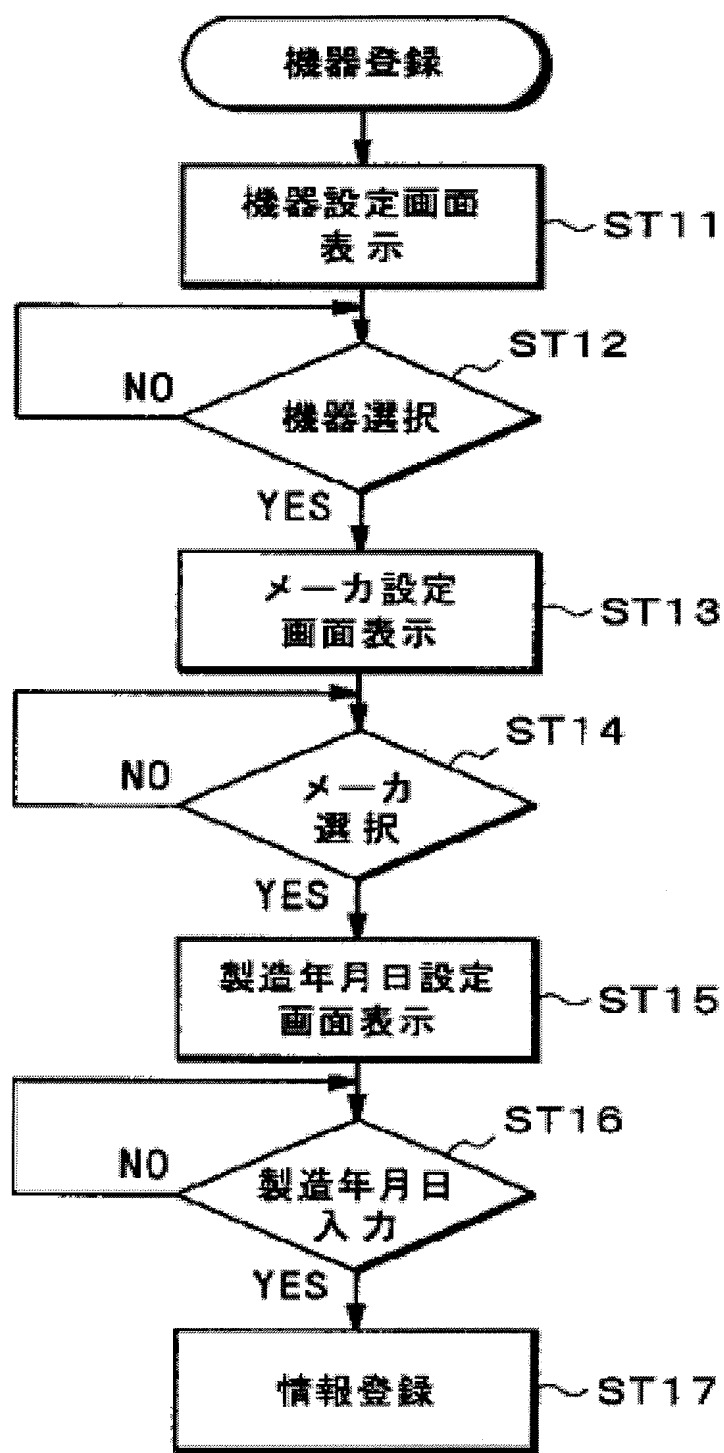 機器登録
機器設定画面
表示
ST11
ST12
NO
機器選択
YES
メーカ設定
画面表示
ST13
ST14
NO
メーカ
選択
YES
製造年月日設定
画面表示
ST15
ST16
NO
製造年月日
入力
YES
情報登録
ST17